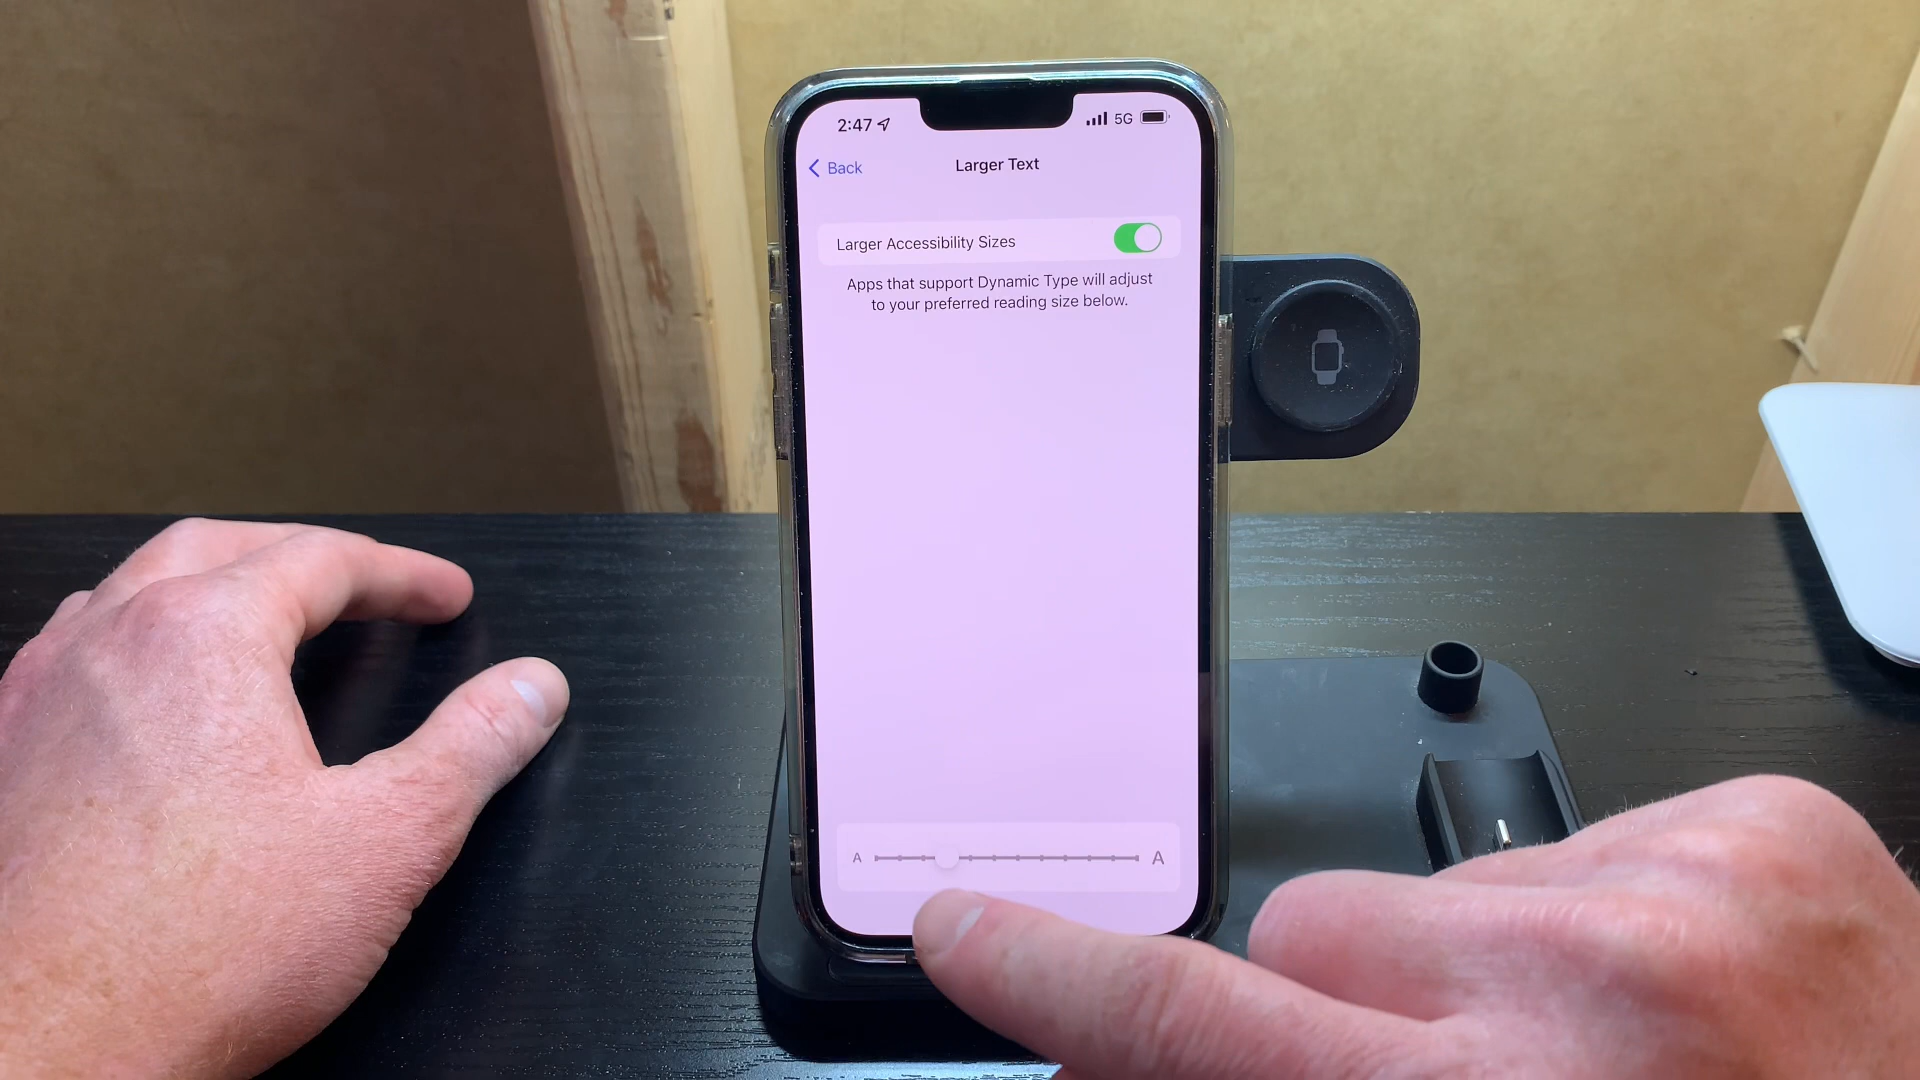 2:47
5G
Back
Larger Text
Larger Accessibility Sizes
Apps that support Dynamic Type will adjust
to your preferred reading size below.
A
A